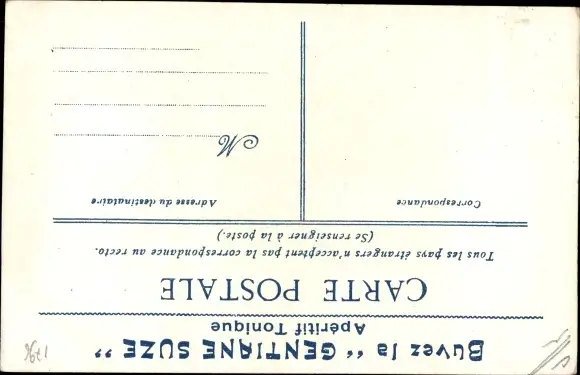 Buvez la "GENTIANE SUZE"
Apéritif Tonique
CARTE POSTALE
Tous les pays étrangers n'acceptent pas la correspondance au recto.
(Se renseigner à la poste.)
Correspondance
Adresse du destinataire
M